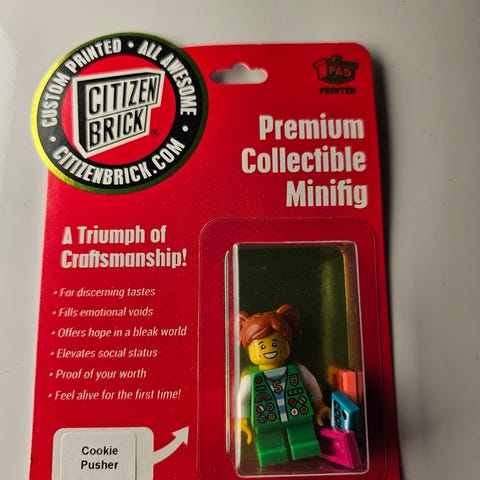 CUSTOM PRINTED • ALL AWESOME •
CITIZEN
BRICK®
CITIZENBRICK.COM
PAD
PRINTED
Premium
Collectible
Minifig
A Triumph of
Craftsmanship!
• For discerning tastes
• Fills emotional voids
• Offers hope in a bleak world
• Elevates social status
• Proof of your worth
• Feel alive for the first time!
Cookie
Pusher